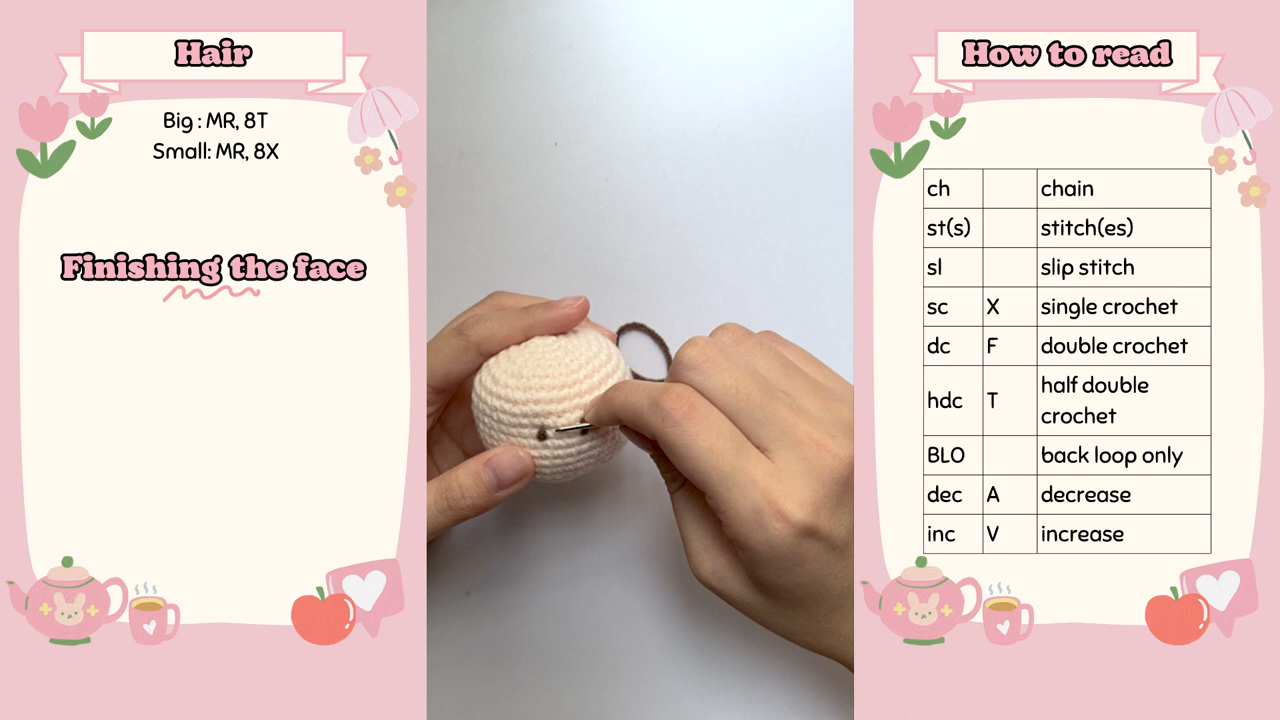 Hair
Big : MR, 8T
Small: MR, 8X
Finishing the face
How to read
ch chain
st(s) stitch(es)
sl slip stitch
sc X single crochet
dc F double crochet
hdc T half double
crochet
BLO back loop only
dec A decrease
inc V increase